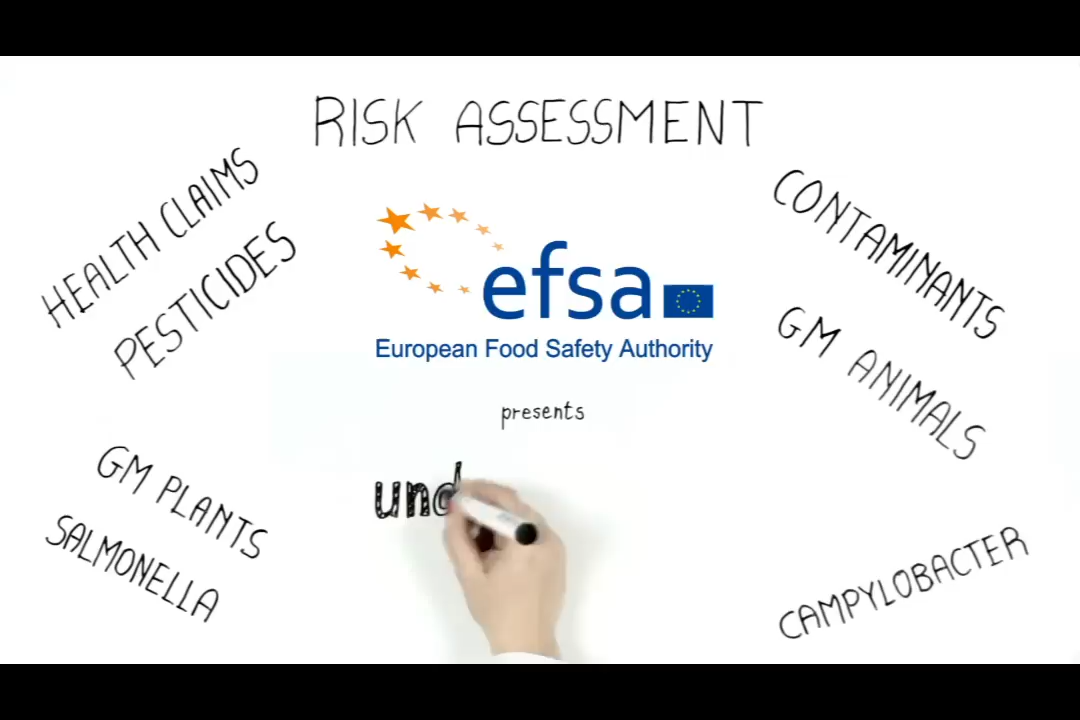 RISK ASSESSMENT
HEALTH CLAIMS
PESTICIDES
CONTAMINANTS
efsa
European Food Safety Authority
GM ANIMALS
presents
und
GM PLANTS
SALMONELLA
CAMPYLOBACTER